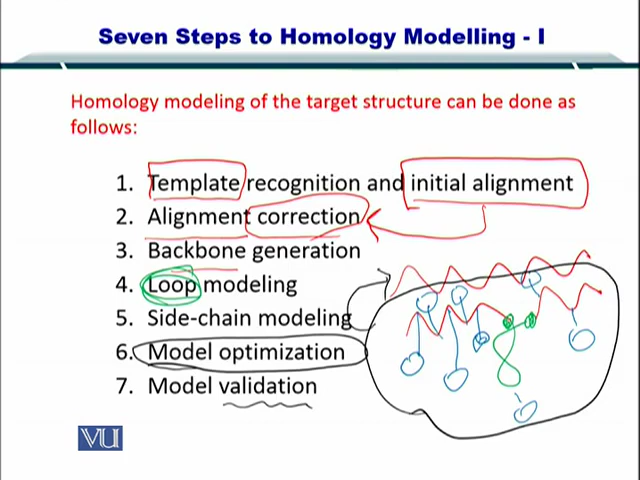 Seven Steps to Homology Modelling - I
Homology modeling of the target structure can be done as
follows:
1. Template recognition and initial alignment
2. Alignment correction
3. Backbone generation
4. Loop modeling
5. Side-chain modeling
6. Model optimization
7. Model validation
VU